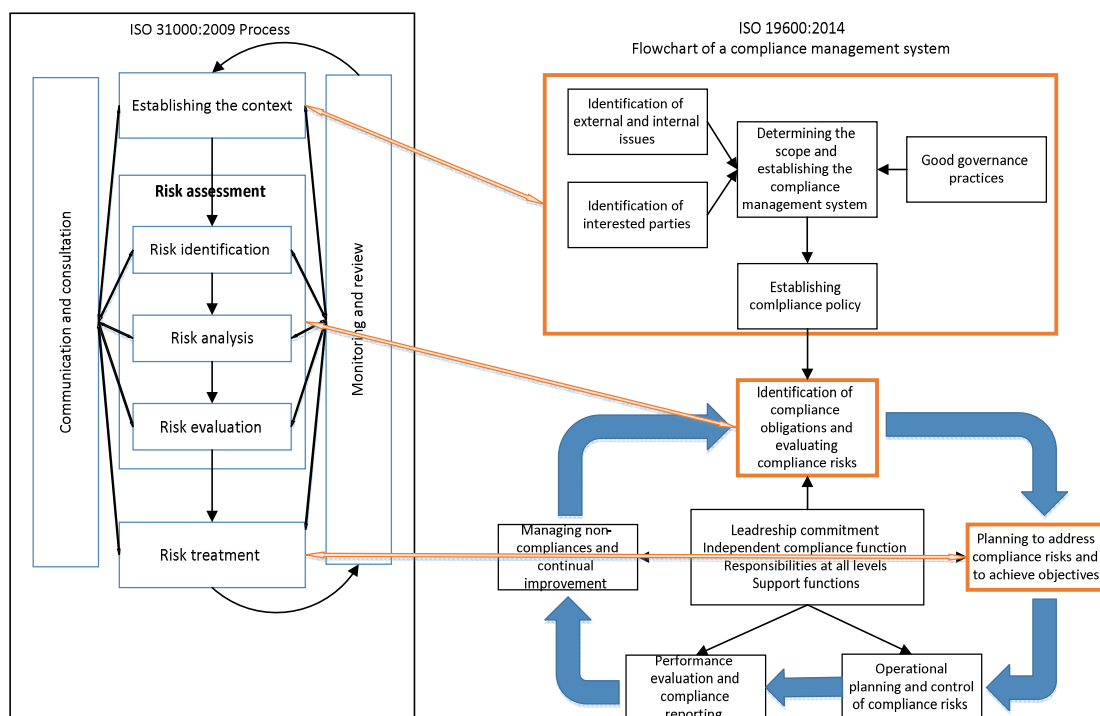 ISO 31000:2009 Process
Establishing the context
Risk assessment
Risk identification
Risk analysis
Risk evaluation
Risk treatment
Communication and consultation
Monitoring and review
ISO 19600:2014
Flowchart of a compliance management system
Identification of
external and internal
issues
Identification of
interested parties
Determining the
scope and
establishing the
compliance
management system
Good governance
practices
Establishing
comlpliance policy
Identification of
compliance
obligations and
evaluating
compliance risks
Managing non-
compliances and
continual
improvement
Leadreship commitment
Independent compliance function
Responsibilities at all levels
Support functions
Planning to address
compliance risks and
to achieve objectives
Performance
evaluation and
compliance
reporting
Operational
planning and control
of compliance risks